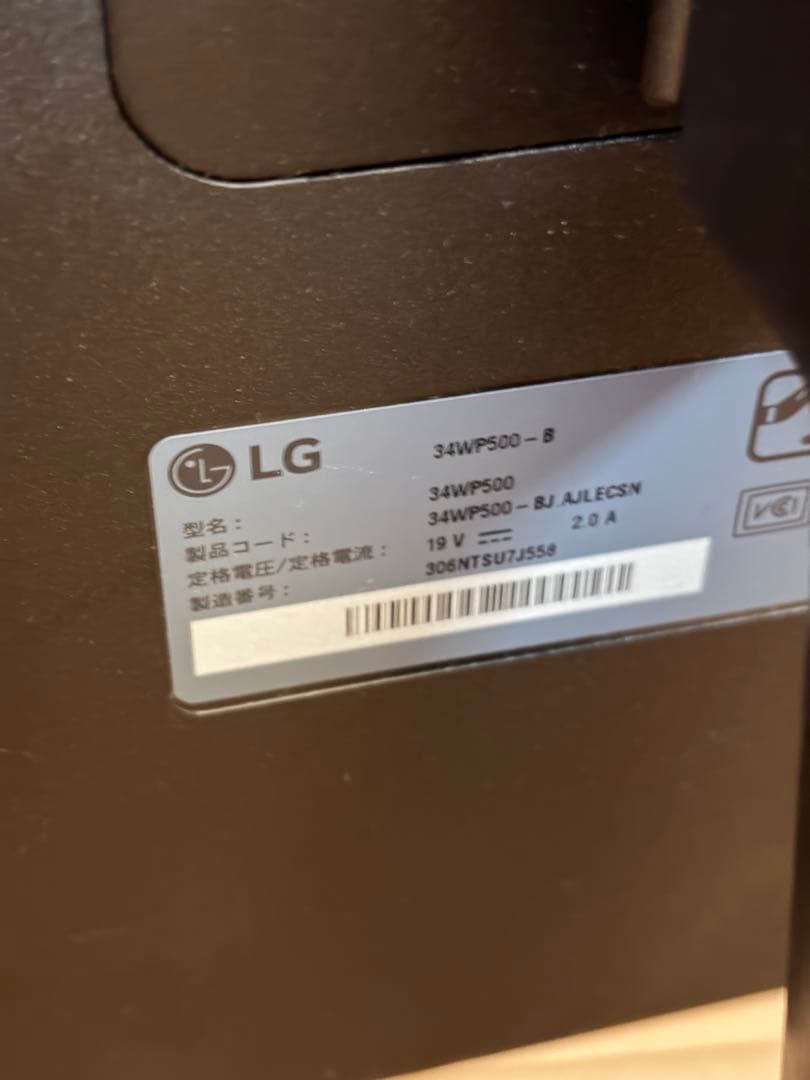 LG 34WP500-B
型名: 34WP500
製品コード: 34WP500-BJ.AJLECSN
定格電圧/定格電流: 19 V 2.0 A
製造番号: 306NTSU7J558
VCI